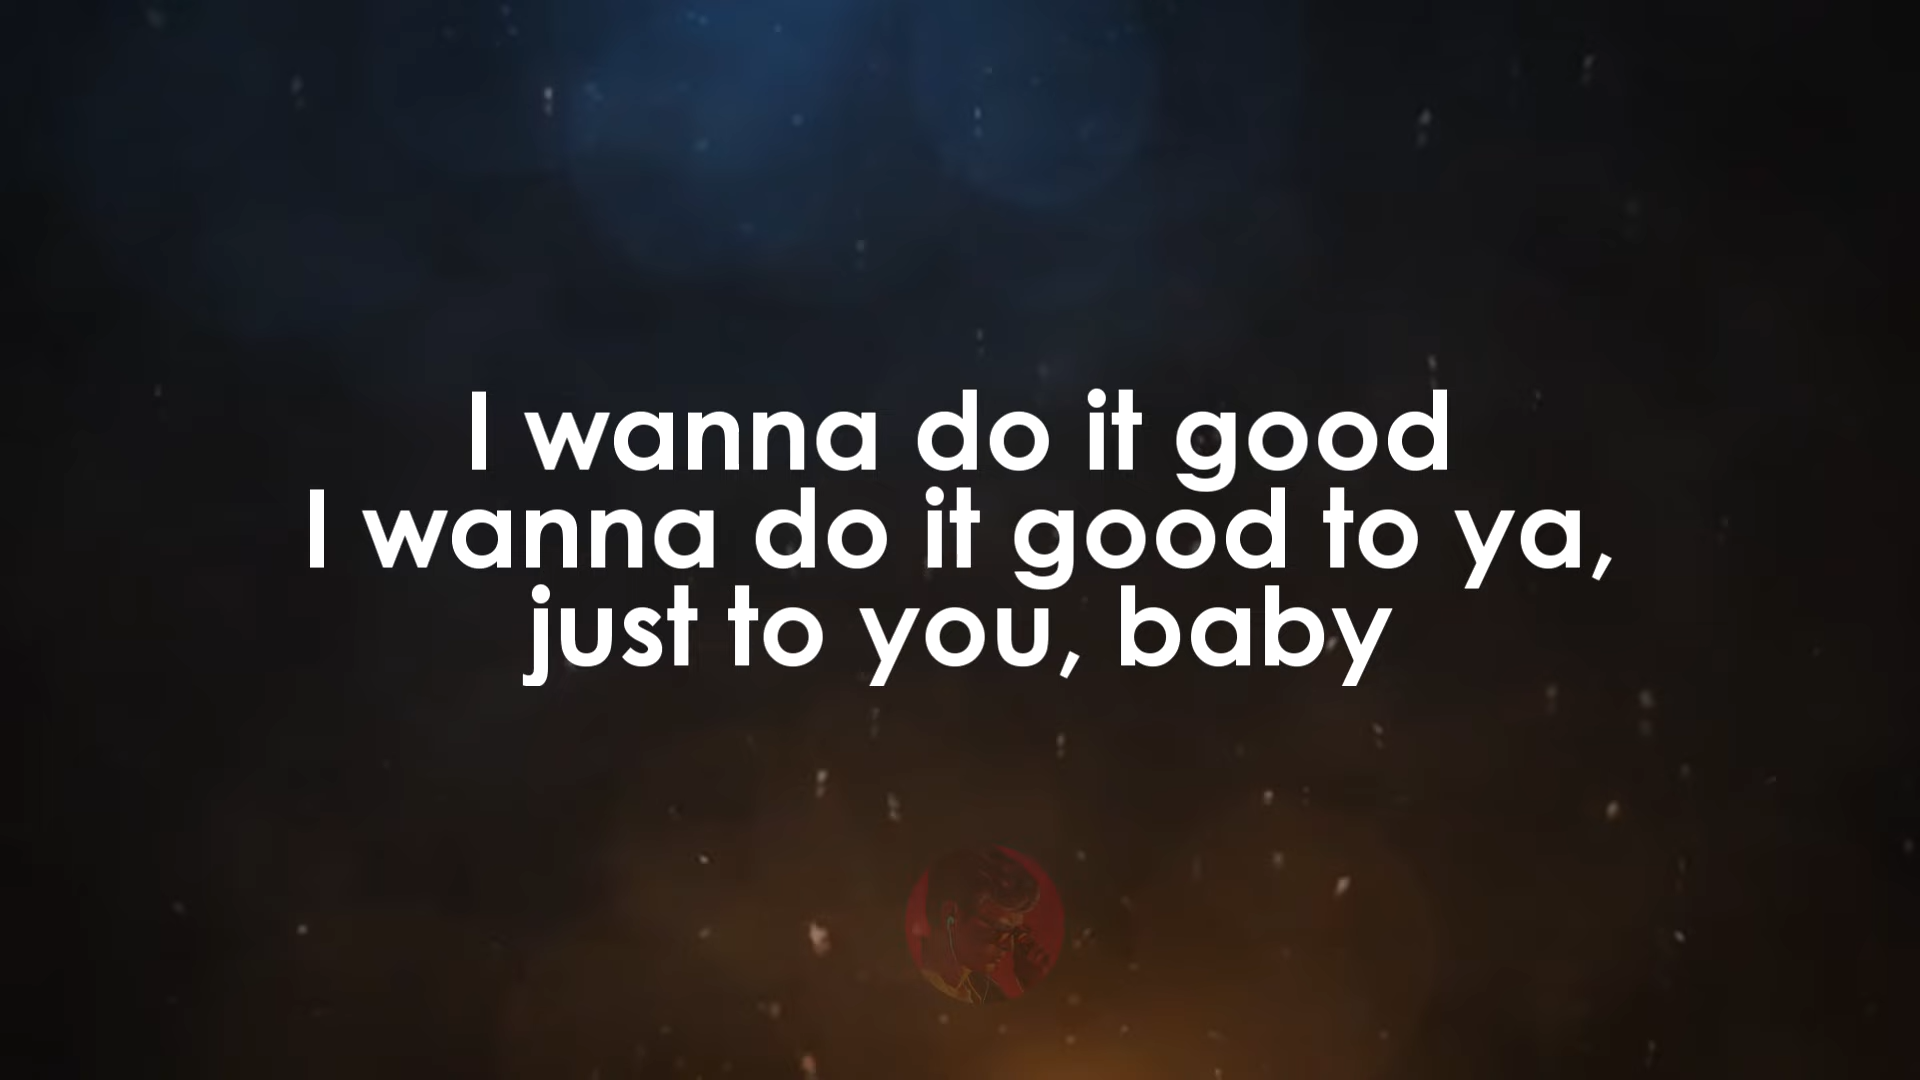 I wanna do it good
I wanna do it good to ya,
just to you, baby